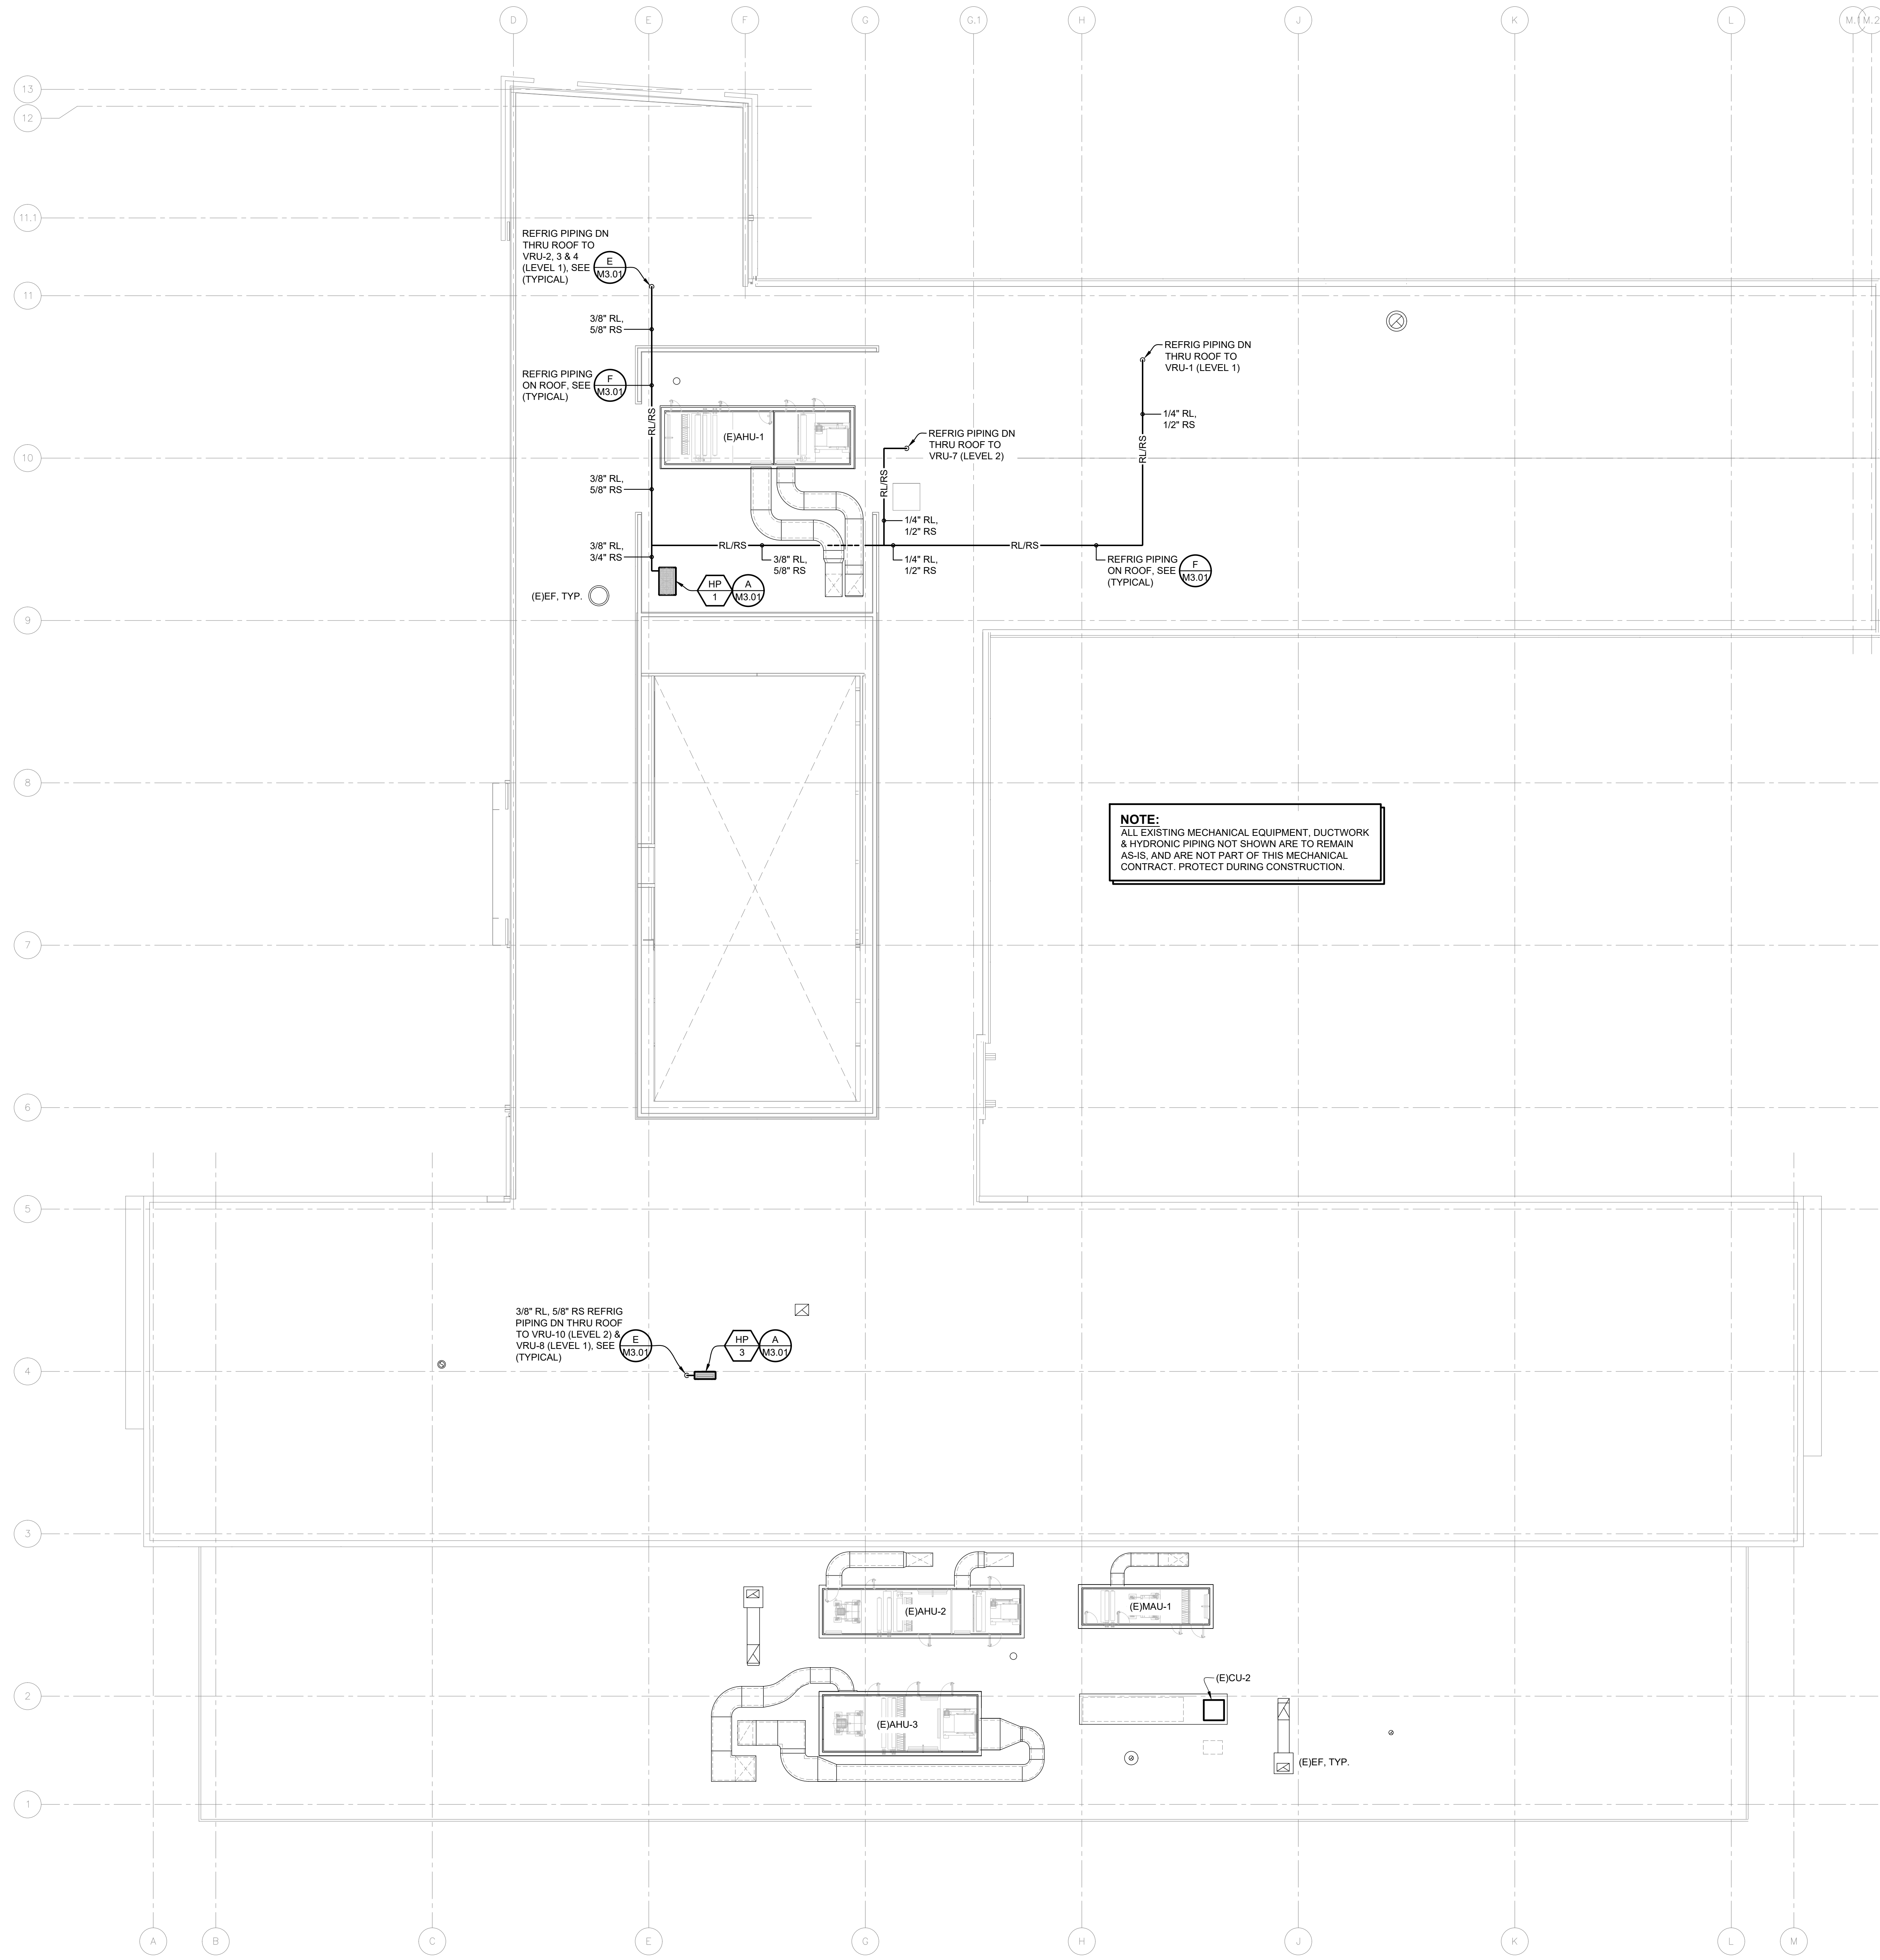 D
E
F
G
G.1
H
J
K
L
M.1
M.2
13
12
11.1
11
10
9
8
7
6
5
4
3
2
1
REFRIG PIPING DN
THRU ROOF TO
VRU-2, 3 & 4
(LEVEL 1), SEE
(TYPICAL)
E
M3.01
3/8" RL,
5/8" RS
REFRIG PIPING
ON ROOF, SEE
(TYPICAL)
F
M3.01
RL/RS
(E)AHU-1
REFRIG PIPING DN
THRU ROOF TO
VRU-1 (LEVEL 1)
1/4" RL,
1/2" RS
RL/RS
REFRIG PIPING DN
THRU ROOF TO
VRU-7 (LEVEL 2)
RL/RS
3/8" RL,
5/8" RS
1/4" RL,
1/2" RS
3/8" RL,
3/4" RS
RL/RS
3/8" RL,
5/8" RS
1/4" RL,
1/2" RS
RL/RS
REFRIG PIPING
ON ROOF, SEE
(TYPICAL)
F
M3.01
HP
1
A
M3.01
(E)EF, TYP.
NOTE:
ALL EXISTING MECHANICAL EQUIPMENT, DUCTWORK
& HYDRONIC PIPING NOT SHOWN ARE TO REMAIN
AS-IS, AND ARE NOT PART OF THIS MECHANICAL
CONTRACT. PROTECT DURING CONSTRUCTION.
3/8" RL, 5/8" RS REFRIG
PIPING DN THRU ROOF
TO VRU-10 (LEVEL 2) &
VRU-8 (LEVEL 1), SEE
(TYPICAL)
E
M3.01
HP
3
A
M3.01
(E)AHU-2
(E)MAU-1
(E)CU-2
(E)AHU-3
(E)EF, TYP.
A
B
C
E
G
H
J
K
L
M